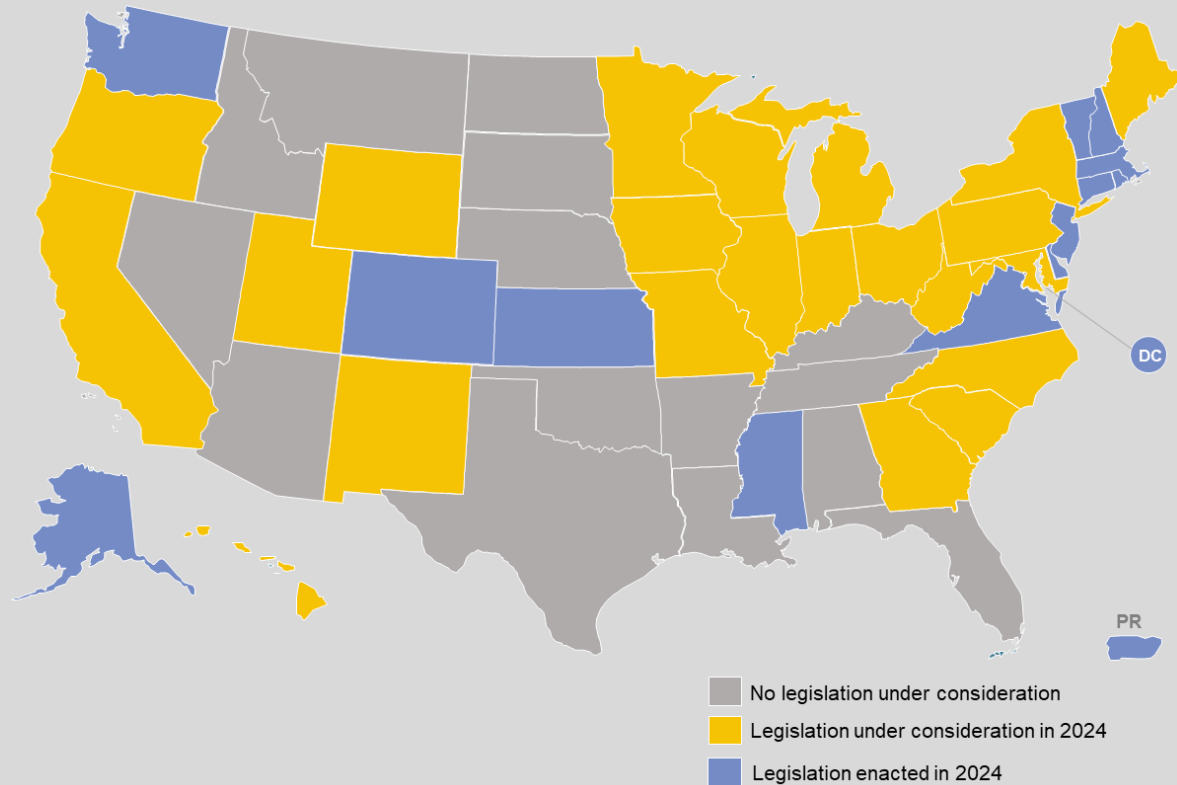 DC
PR
No legislation under consideration
Legislation under consideration in 2024
Legislation enacted in 2024